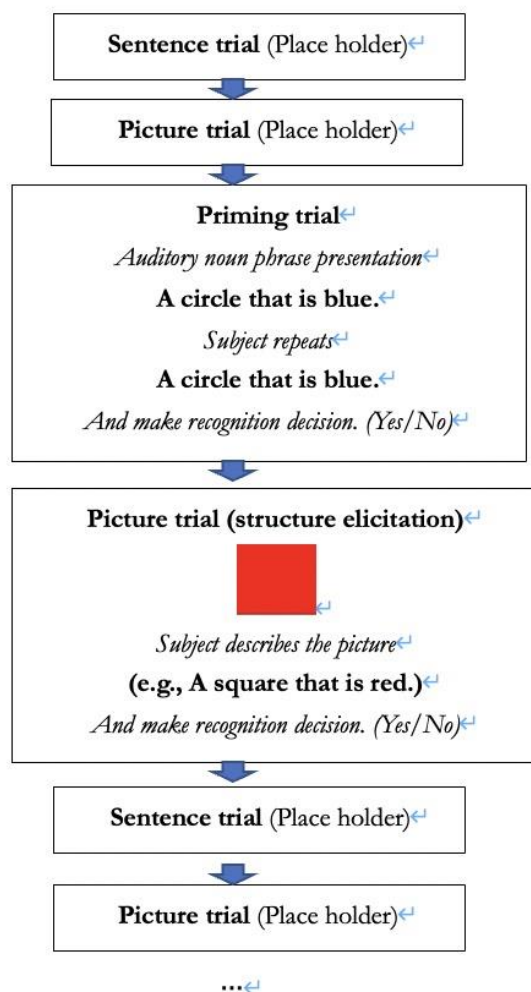 Sentence trial (Place holder)↵
Picture trial (Place holder)↵
Priming trial↵
Auditory noun phrase presentation↵
A circle that is blue.↵
Subject repeats↵
A circle that is blue.↵
And make recognition decision. (Yes/No)↵
Picture trial (structure elicitation)↵
↵
Subject describes the picture↵
(e.g., A square that is red.)↵
And make recognition decision. (Yes/No)↵
Sentence trial (Place holder)↵
Picture trial (Place holder)↵
...↵